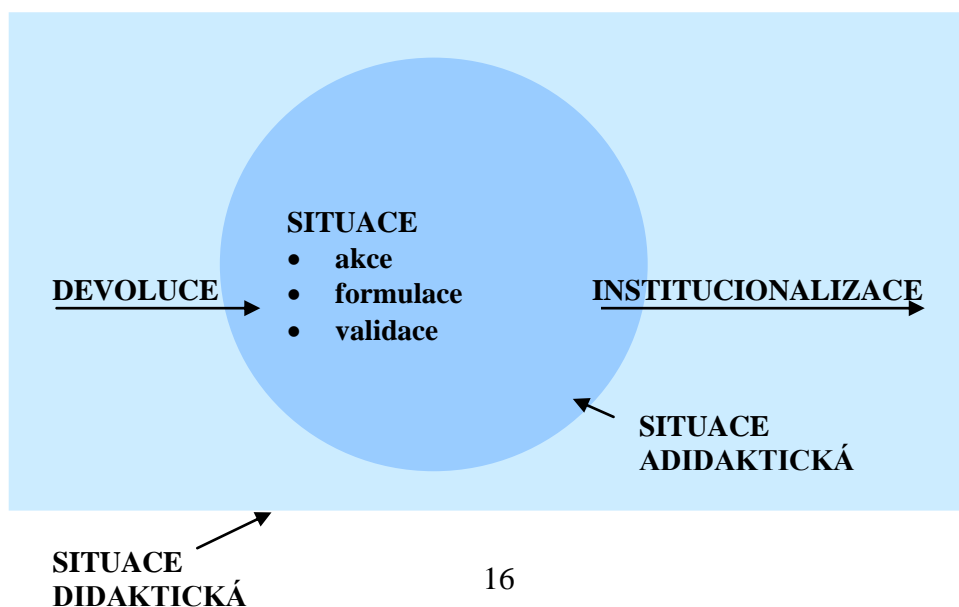 SITUACE
• akce
DEVOLUCE • formulace INSTITUCIONALIZACE
• validace
SITUACE
ADIDAKTICKÁ
SITUACE
DIDAKTICKÁ
16